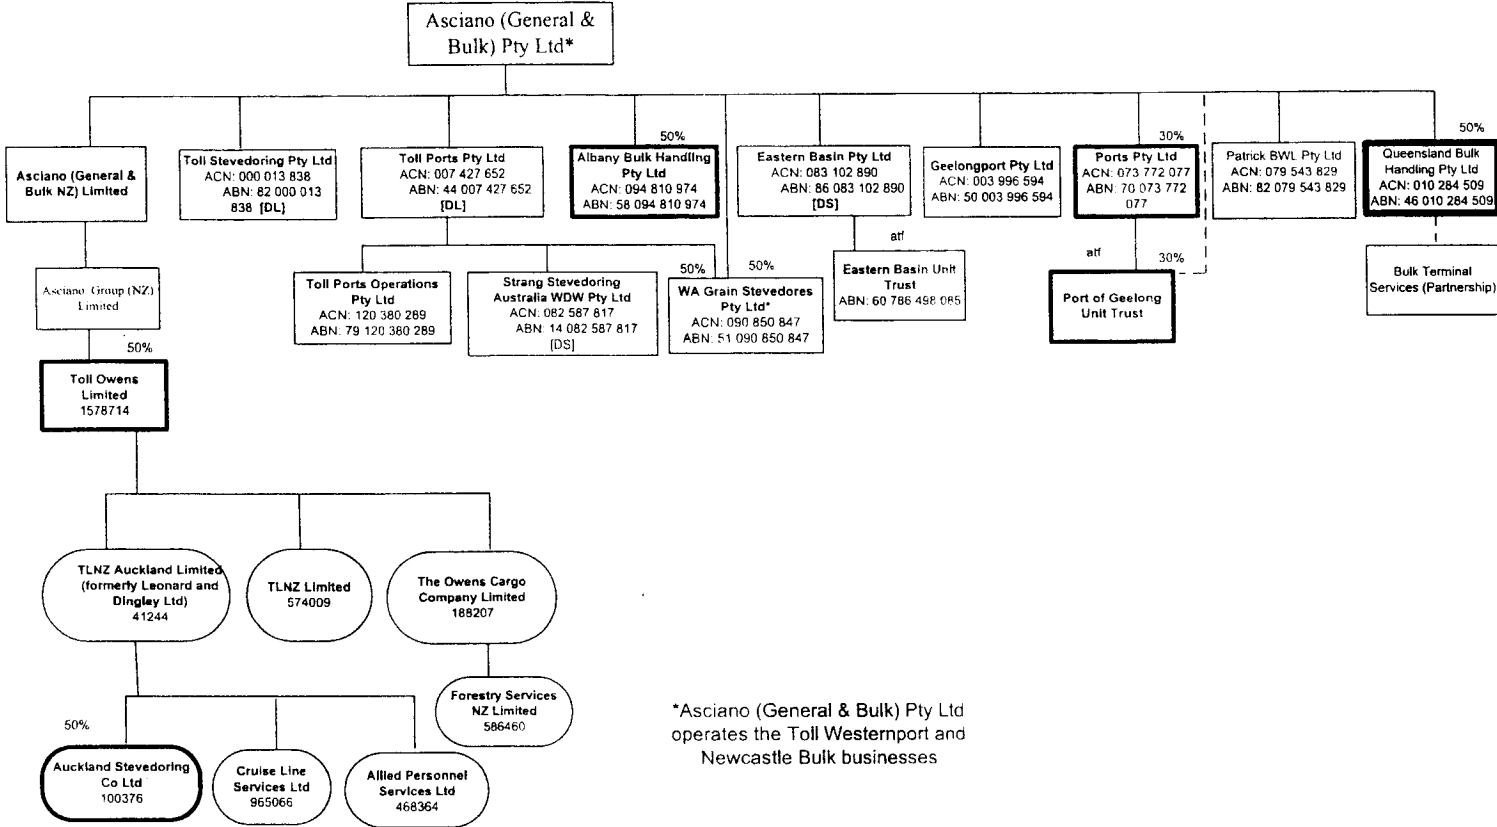 Asciano (General &
Bulk) Pty Ltd*
Asciano (General &
Bulk NZ) Limited
Toll Stevedoring Pty Ltd
ACN: 000 013 838
ABN: 82 000 013
838 [DL]
Toll Ports Pty Ltd
ACN: 007 427 652
ABN: 44 007 427 652
[DL]
50%
Albany Bulk Handling
Pty Ltd
ACN: 094 810 974
ABN: 58 094 810 974
Eastern Basin Pty Ltd
ACN: 083 102 890
ABN: 86 083 102 890
[DS]
Geelongport Pty Ltd
ACN: 003 996 594
ABN: 50 003 996 594
30%
Ports Pty Ltd
ACN: 073 772 077
ABN: 70 073 772
077
Patrick BWL Pty Ltd
ACN: 079 543 829
ABN: 82 079 543 829
50%
Queensland Bulk
Handling Pty Ltd
ACN: 010 284 509
ABN: 46 010 284 509
Asciano Group (NZ)
Limited
Toll Ports Operations
Pty Ltd
ACN: 120 380 289
ABN: 79 120 380 289
Strang Stevedoring
Australia WDW Pty Ltd
ACN: 082 587 817
ABN: 14 082 587 817
[DS]
50%
50%
WA Grain Stevedores
Pty Ltd*
ACN: 090 850 847
ABN: 51 090 850 847
atf
Eastern Basin Unit
Trust
ABN: 60 786 498 085
atf
30%
Port of Geelong
Unit Trust
Bulk Terminal
Services (Partnership)
50%
Toll Owens
Limited
1578714
TLNZ Auckland Limited
(formerly Leonard and
Dingley Ltd)
41244
TLNZ Limited
574009
The Owens Cargo
Company Limited
188207
Forestry Services
NZ Limited
586460
50%
Auckland Stevedoring
Co Ltd
100376
Cruise Line
Services Ltd
965066
Allied Personnel
Services Ltd
468364
*Asciano (General & Bulk) Pty Ltd
operates the Toll Westernport and
Newcastle Bulk businesses